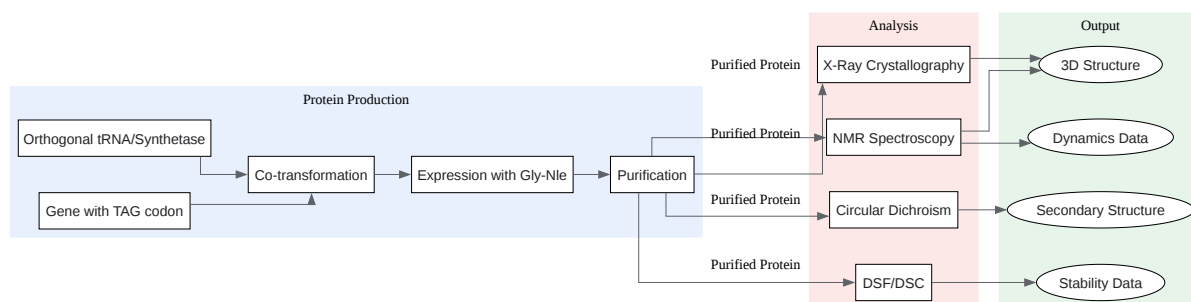 Analysis
Output
Purified Protein
X-Ray Crystallography
3D Structure
Protein Production
Orthogonal tRNA/Synthetase
Purified Protein
NMR Spectroscopy
Dynamics Data
Co-transformation
Expression with Gly-Nle
Purification
Gene with TAG codon
Purified Protein
Circular Dichroism
Secondary Structure
Purified Protein
DSF/DSC
Stability Data